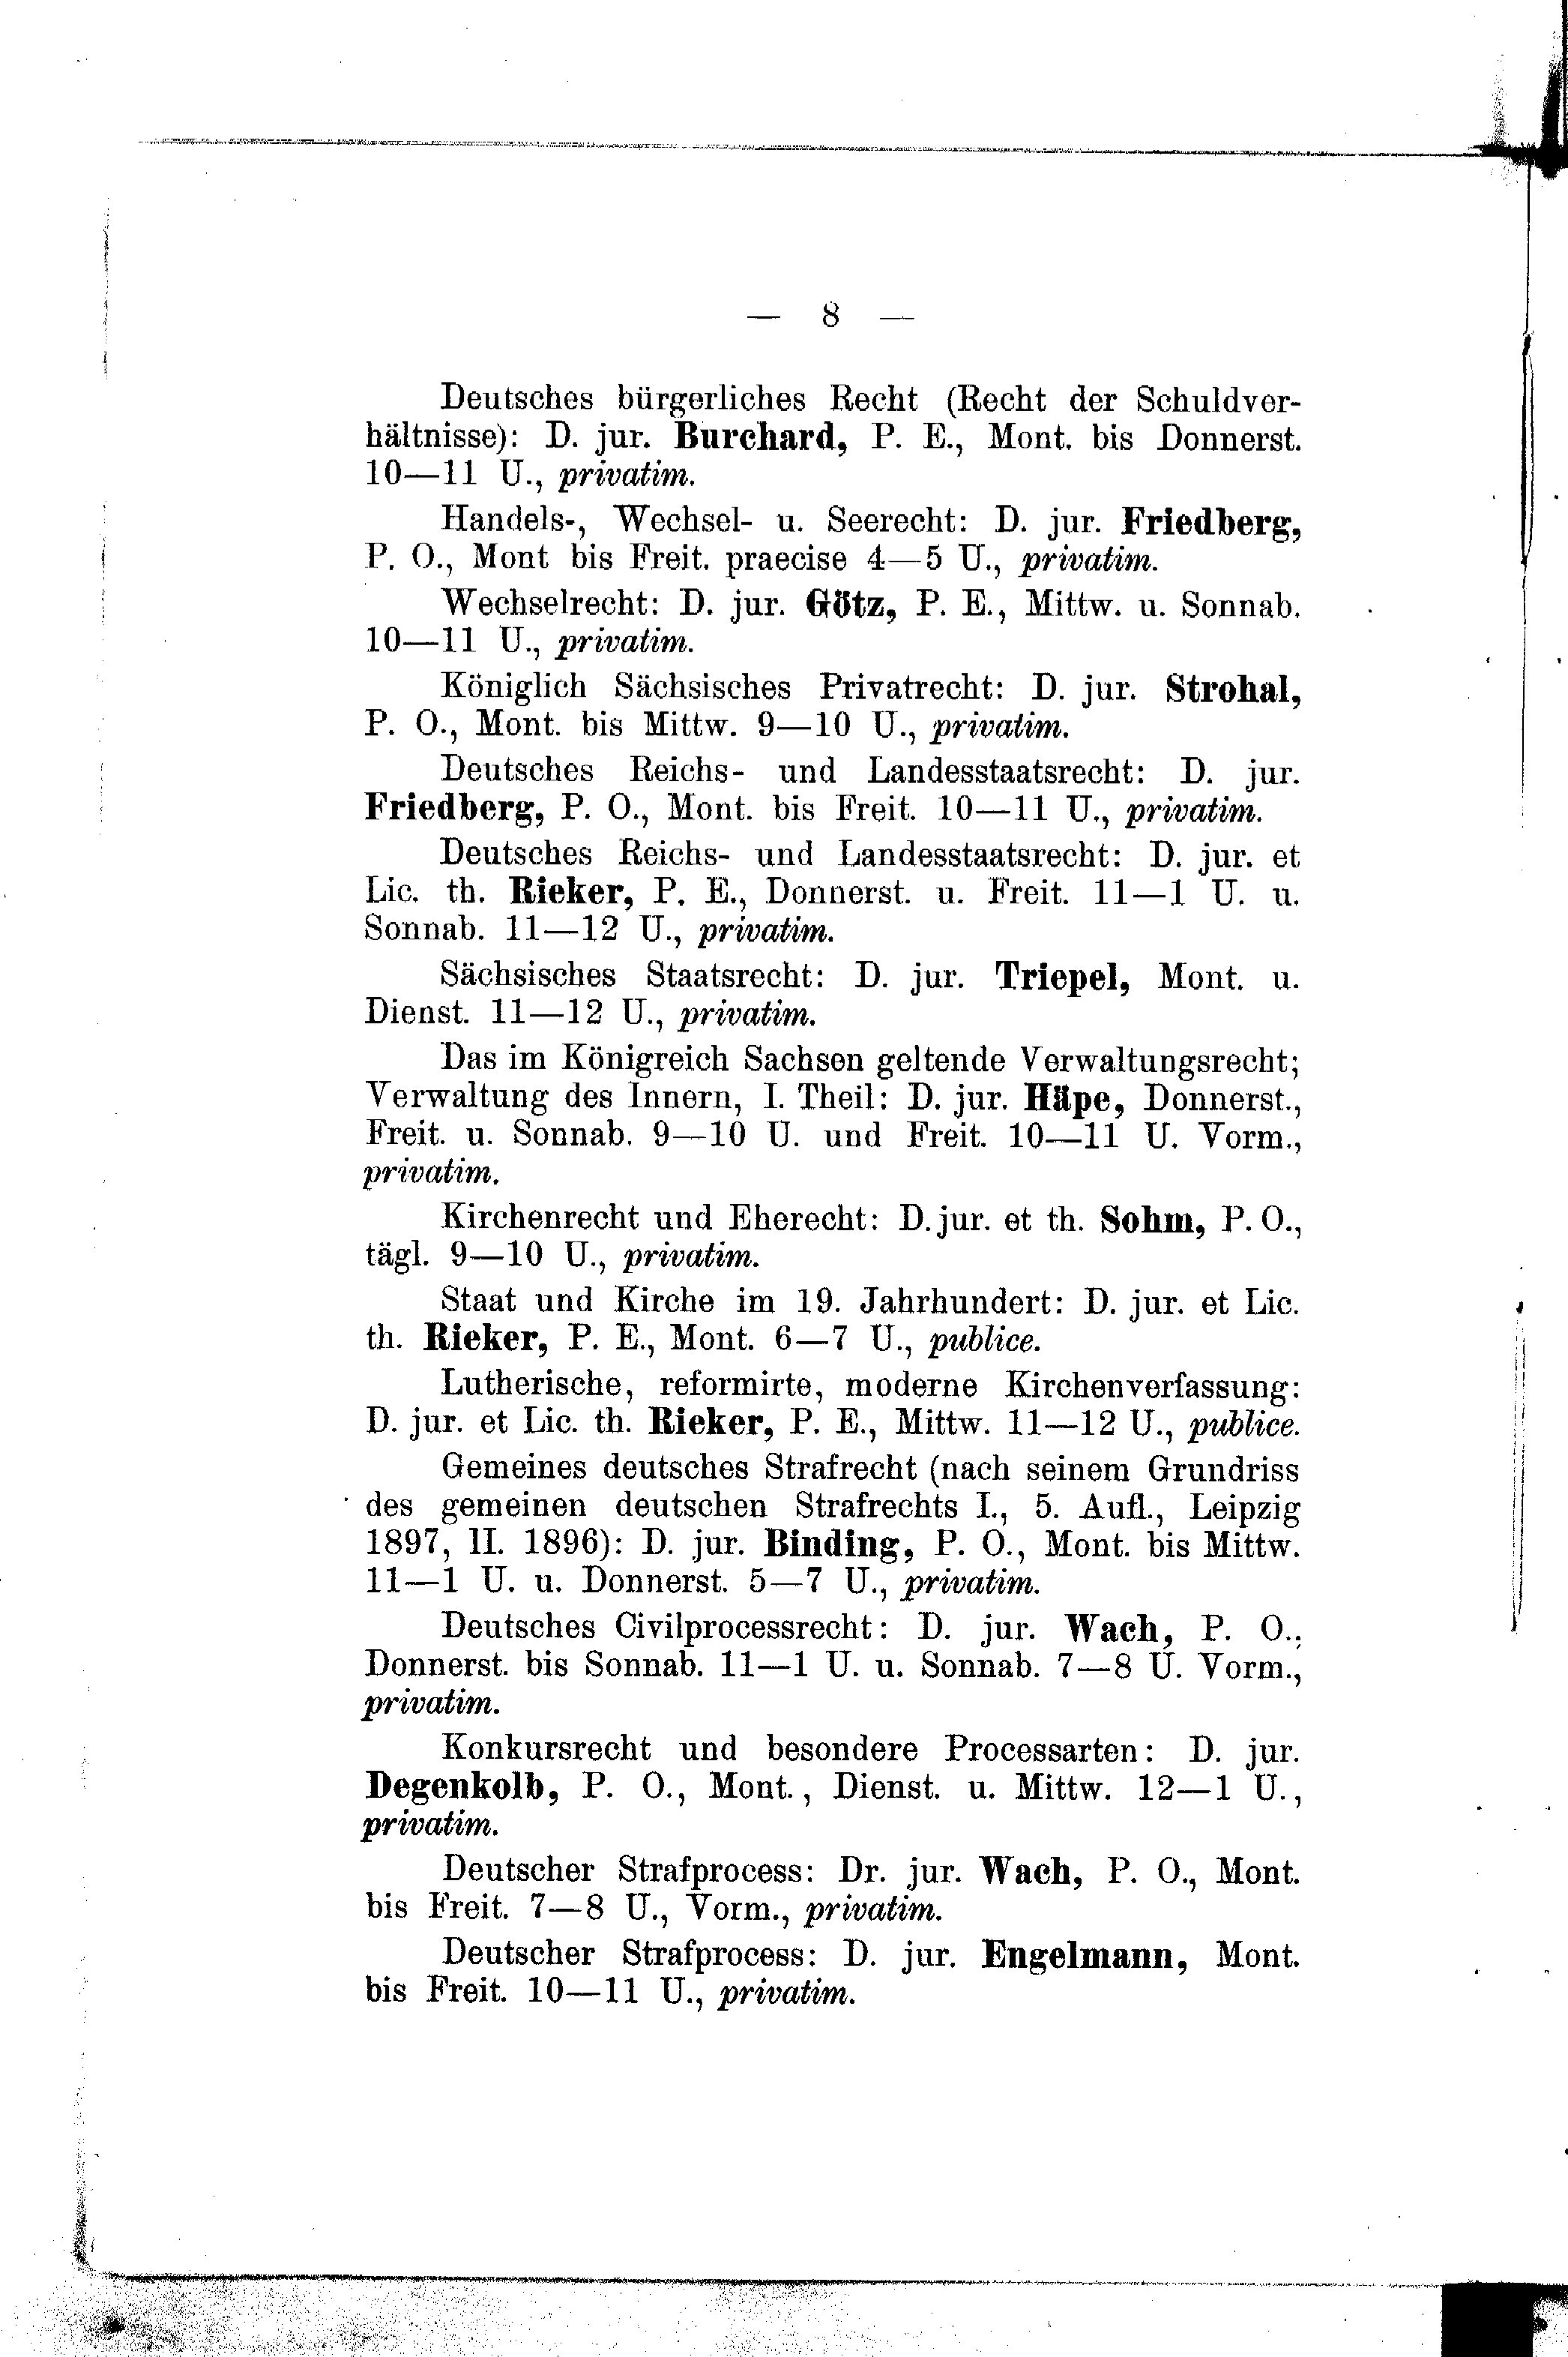 — 8 —
Deutsches bürgerliches Recht (Recht der Schuldver-
hältnisse): D. jur. Burchard, P. E., Mont. bis Donnerst.
10—11 U., privatim.
Handels-, Wechsel- u. Seerecht: D. jur. Friedberg,
P. O., Mont bis Freit. praecise 4—5 U., privatim.
Wechselrecht: D. jur. Götz, P. E., Mittw. u. Sonnab.
10—11 U., privatim.
Königlich Sächsisches Privatrecht: D. jur. Strohal,
P. O., Mont. bis Mittw. 9—10 U., privatim.
Deutsches Reichs- und Landesstaatsrecht: D. jur.
Friedberg, P. O., Mont. bis Freit. 10—11 U., privatim.
Deutsches Reichs- und Landesstaatsrecht: D. jur. et
Lic. th. Rieker, P. E., Donnerst. u. Freit. 11—1 U. u.
Sonnab. 11—12 U., privatim.
Sächsisches Staatsrecht: D. jur. Triepel, Mont. u.
Dienst. 11—12 U., privatim.
Das im Königreich Sachsen geltende Verwaltungsrecht;
Verwaltung des Innern, I. Theil: D. jur. Häpe, Donnerst.,
Freit. u. Sonnab. 9—10 U. und Freit. 10—11 U. Vorm.,
privatim.
Kirchenrecht und Eherecht: D. jur. et th. Sohm, P. O.,
tägl. 9—10 U., privatim.
Staat und Kirche im 19. Jahrhundert: D. jur. et Lic.
th. Rieker, P. E., Mont. 6—7 U., publice.
Lutherische, reformirte, moderne Kirchenverfassung:
D. jur. et Lic. th. Rieker, P. E., Mittw. 11—12 U., publice.
Gemeines deutsches Strafrecht (nach seinem Grundriss
des gemeinen deutschen Strafrechts I., 5. Aufl., Leipzig
1897, II. 1896): D. jur. Binding, P. O., Mont. bis Mittw.
11—1 U. u. Donnerst. 5—7 U., privatim.
Deutsches Civilprocessrecht: D. jur. Wach, P. O.,
Donnerst. bis Sonnab. 11—1 U. u. Sonnab. 7—8 U. Vorm.,
privatim.
Konkursrecht und besondere Processarten: D. jur.
Degenkolb, P. O., Mont., Dienst. u. Mittw. 12—1 U.,
privatim.
Deutscher Strafprocess: Dr. jur. Wach, P. O., Mont.
bis Freit. 7—8 U., Vorm., privatim.
Deutscher Strafprocess: D. jur. Engelmann, Mont.
bis Freit. 10—11 U., privatim.